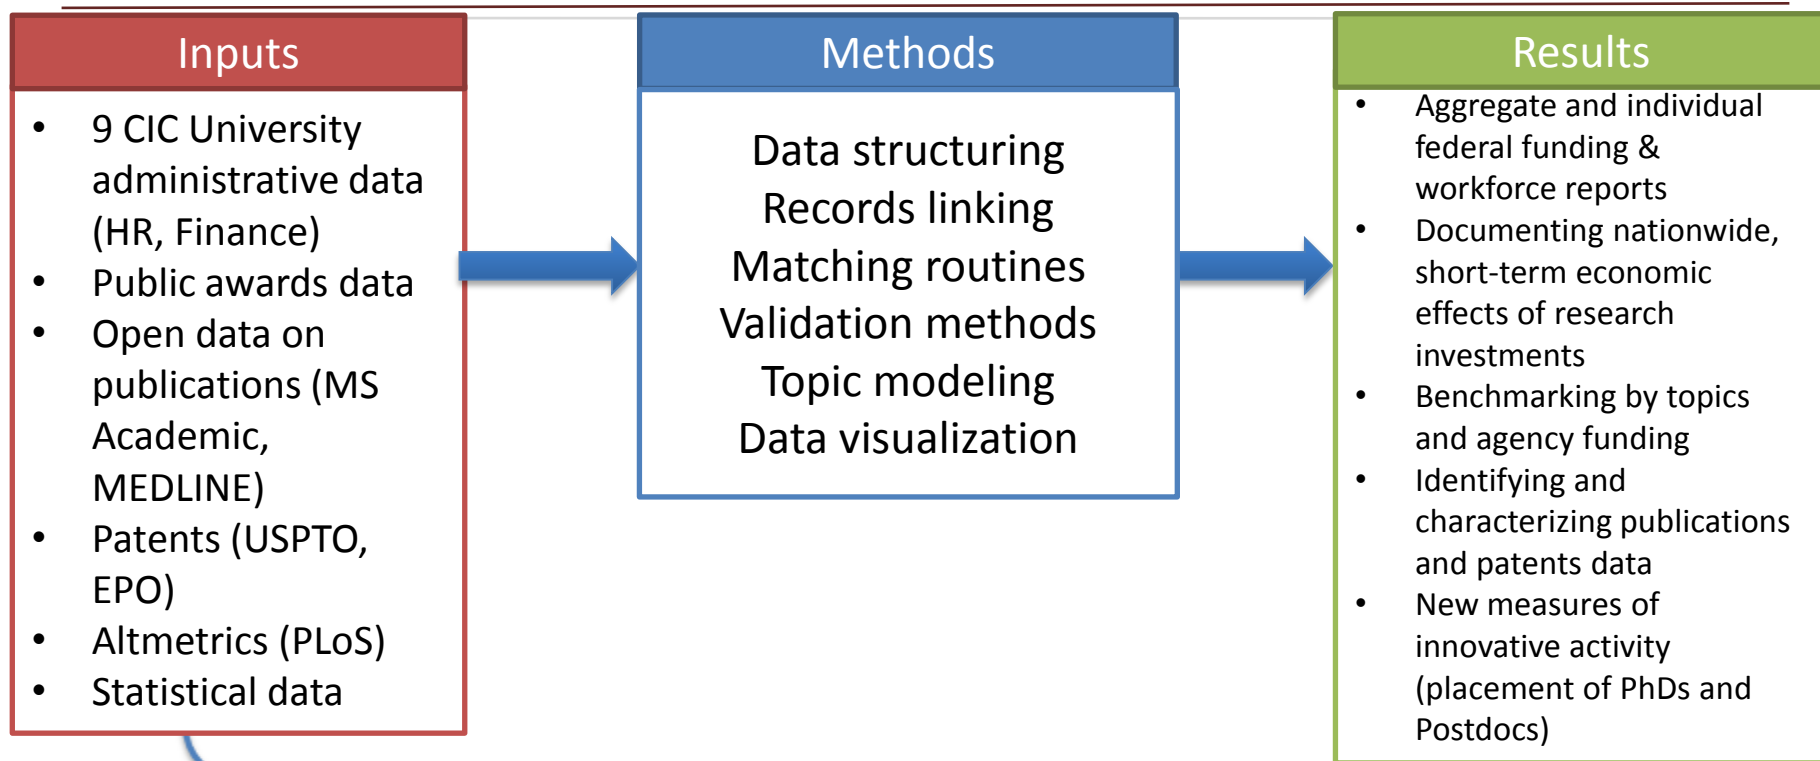 Inputs
• 9 CIC University
administrative data
(HR, Finance)
• Public awards data
• Open data on
publications (MS
Academic,
MEDLINE)
• Patents (USPTO,
EPO)
• Altmetrics (PLoS)
• Statistical data
Methods
Data structuring
Records linking
Matching routines
Validation methods
Topic modeling
Data visualization
Results
• Aggregate and individual
federal funding &
workforce reports
• Documenting nationwide,
short-term economic
effects of research
investments
• Benchmarking by topics
and agency funding
• Identifying and
characterizing publications
and patents data
• New measures of
innovative activity
(placement of PhDs and
Postdocs)